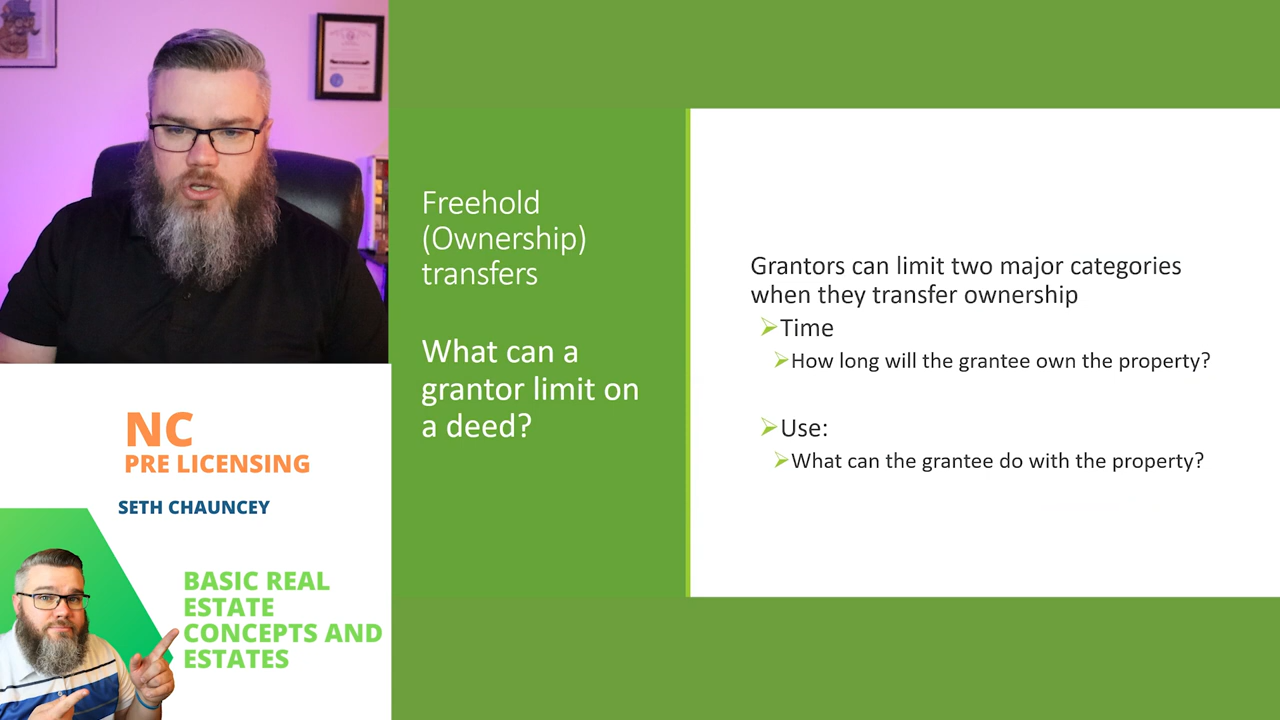 NC
PRE LICENSING
SETH CHAUNCEY
BASIC REAL
ESTATE
CONCEPTS AND
ESTATES
Freehold
(Ownership)
transfers
What can a
grantor limit on
a deed?
Grantors can limit two major categories
when they transfer ownership
Time
How long will the grantee own the property?
Use:
What can the grantee do with the property?